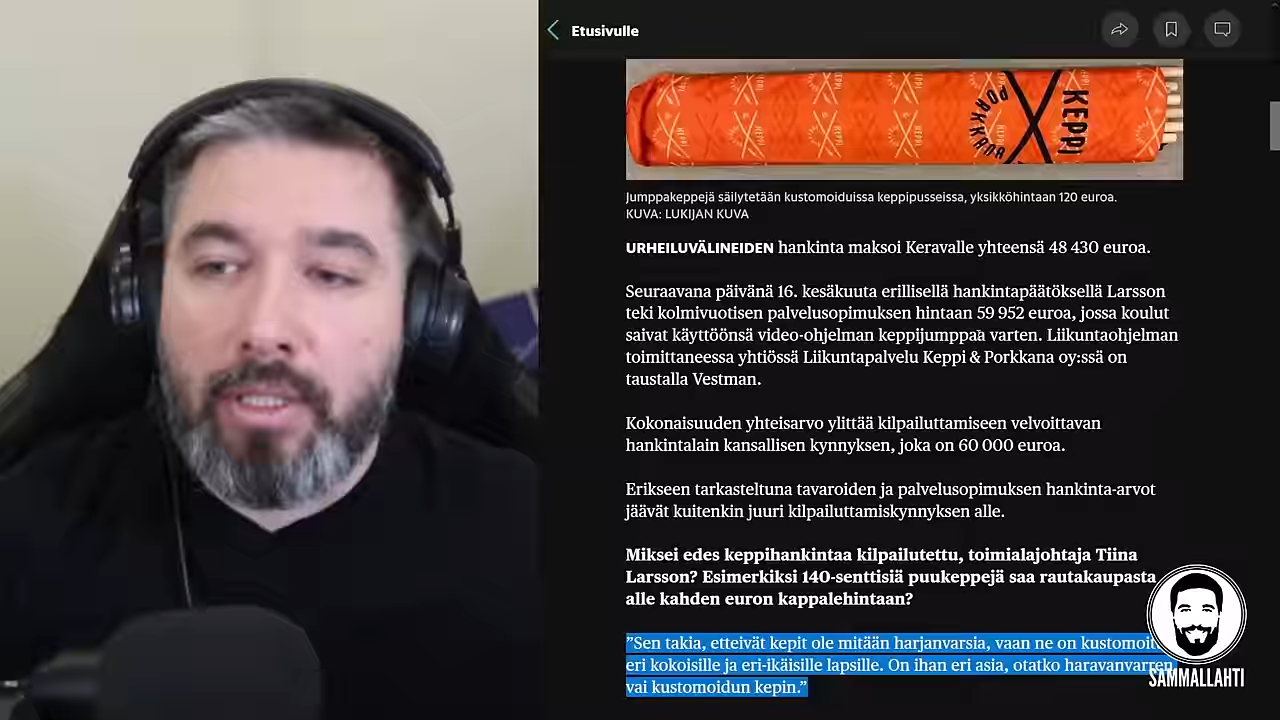 Etusivulle
PORKKANA
KEPPI
Jumppakeppejä säilytetään kustomoiduissa keppipusseissa, yksikköhintaan 120 euroa.
KUVA: LUKIJAN KUVA
URHEILUVÄLINEIDEN hankinta maksoi Keravalle yhteensä 48 430 euroa.
Seuraavana päivänä 16. kesäkuuta erillisellä hankintapäätöksellä Larsson
teki kolmivuotisen palvelusopimuksen hintaan 59 952 euroa, jossa koulut
saivat käyttöönsä video-ohjelman keppijumppaa varten. Liikuntaohjelman
toimittaneessa yhtiössä Liikuntapalvelu Keppi & Porkkana oy:ssä on
taustalla Vestman.
Kokonaisuuden yhteisarvo ylittää kilpailuttamiseen velvoittavan
hankintalain kansallisen kynnyksen, joka on 60 000 euroa.
Erikseen tarkasteltuna tavaroiden ja palvelusopimuksen hankinta-arvot
jäävät kuitenkin juuri kilpailuttamiskynnyksen alle.
Miksei edes keppihankintaa kilpailutettu, toimialajohtaja Tiina
Larsson? Esimerkiksi 140-senttisiä puukeppejä saa rautakaupasta
alle kahden euron kappalehintaan?
”Sen takia, etteivät kepit ole mitään harjanvarsia, vaan ne on kustomoit
eri kokoisille ja eri-ikäisille lapsille. On ihan eri asia, otatko haravanvarren
vai kustomoidun kepin.”
SAMMALLAHTI